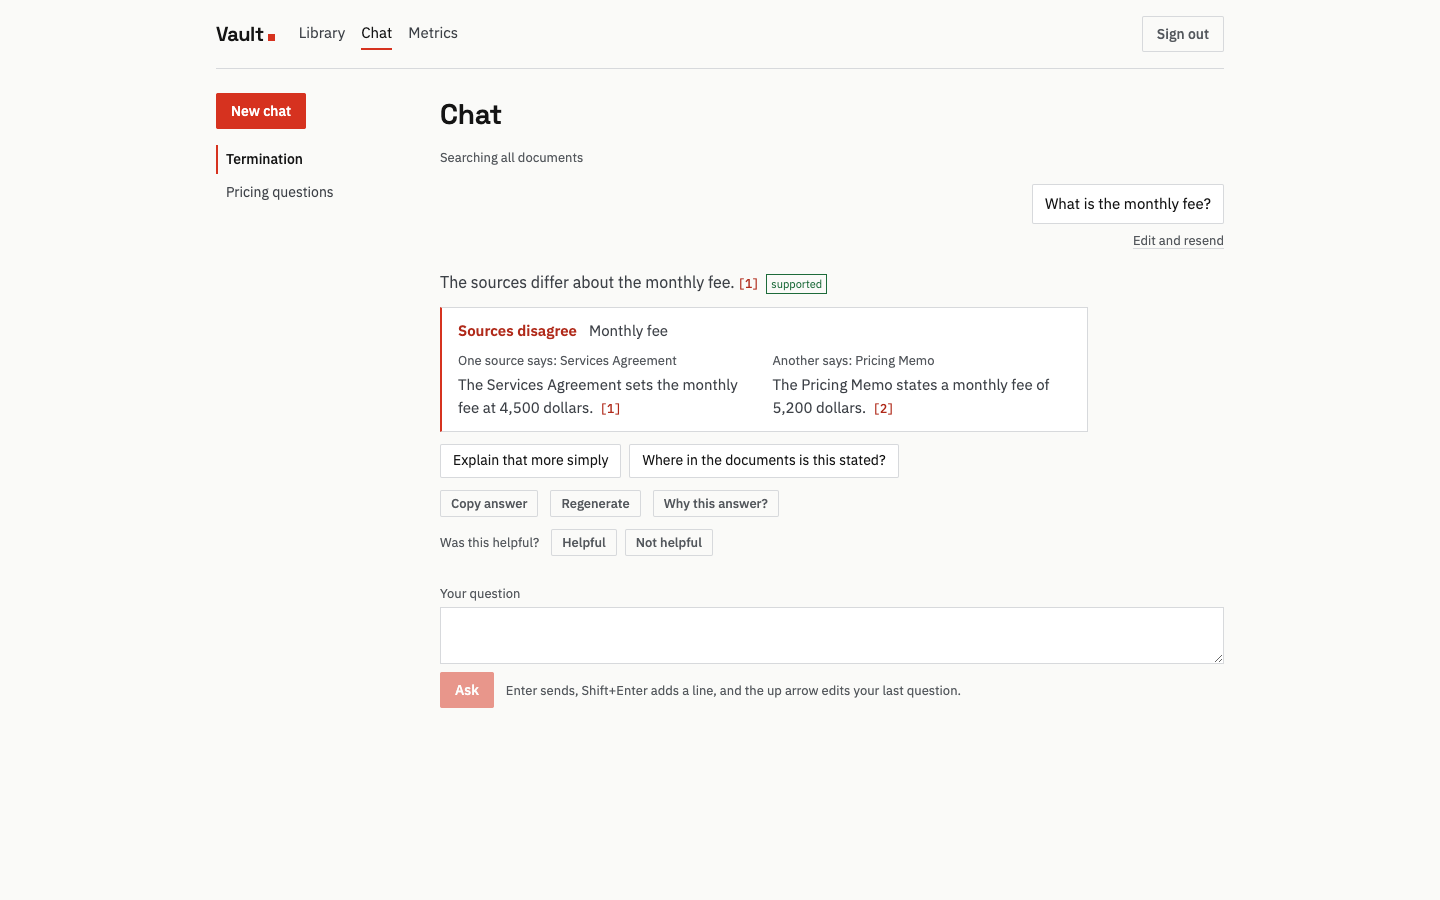 Vault
Library
Chat
Metrics
Sign out
New chat
Termination
Pricing questions
Chat
Searching all documents
What is the monthly fee?
Edit and resend
The sources differ about the monthly fee. [1] supported
Sources disagree Monthly fee
One source says: Services Agreement
The Services Agreement sets the monthly
fee at 4,500 dollars. [1]
Another says: Pricing Memo
The Pricing Memo states a monthly fee of
5,200 dollars. [2]
Explain that more simply
Where in the documents is this stated?
Copy answer
Regenerate
Why this answer?
Was this helpful?
Helpful
Not helpful
Your question
Ask
Enter sends, Shift+Enter adds a line, and the up arrow edits your last question.